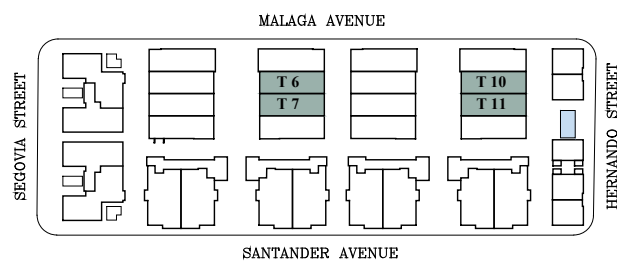 MALAGA AVENUE
SEGOVIA STREET
T 6
T 10
T 7
T 11
HERNANDO STREET
SANTANDER AVENUE